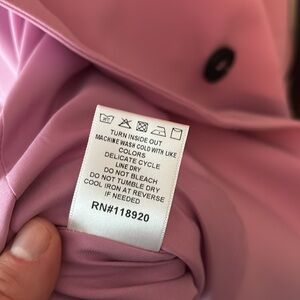 TURN INSIDE OUT
MACHINE WASH COLD WITH LIKE
COLORS
DELICATE CYCLE
LINE DRY
DO NOT BLEACH
DO NOT TUMBLE DRY
COOL IRON AT REVERSE
IF NEEDED
RN#118920